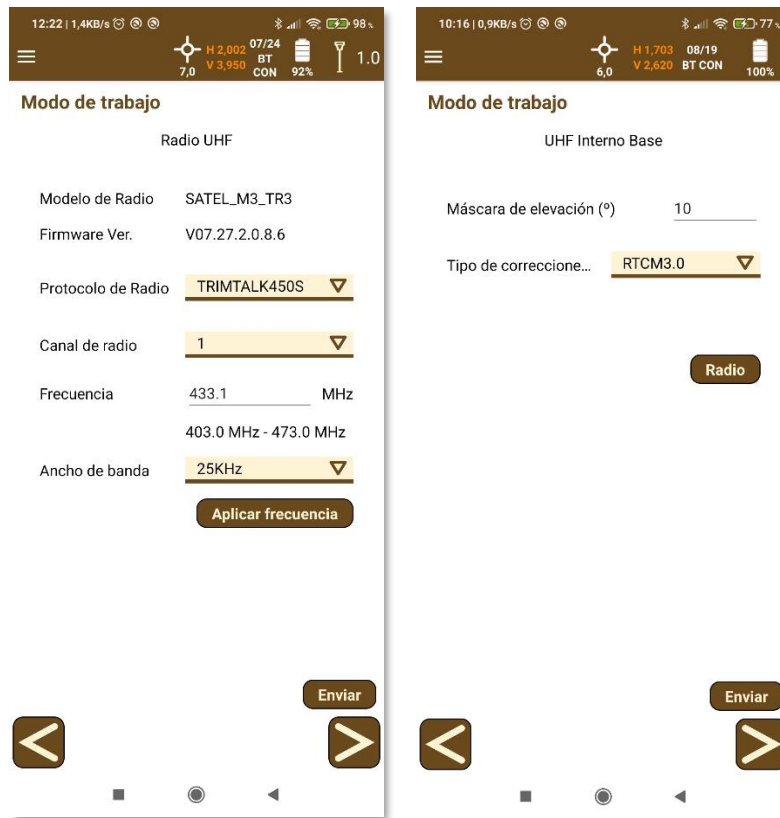 12:22 | 1,4KB/s
98%
7,0
H 2,002
V 3,950
07/24
BT
CON
92%
1.0
Modo de trabajo
Radio UHF
Modelo de Radio SATEL_M3_TR3
Firmware Ver. V07.27.2.0.8.6
Protocolo de Radio TRIMTALK450S
Canal de radio 1
Frecuencia 433.1 MHz
403.0 MHz - 473.0 MHz
Ancho de banda 25KHz
Aplicar frecuencia
Enviar
10:16 | 0,9KB/s
77%
6,0
H 1,703
V 2,620
08/19
BT CON
100%
Modo de trabajo
UHF Interno Base
Máscara de elevación (º) 10
Tipo de correccione... RTCM3.0
Radio
Enviar